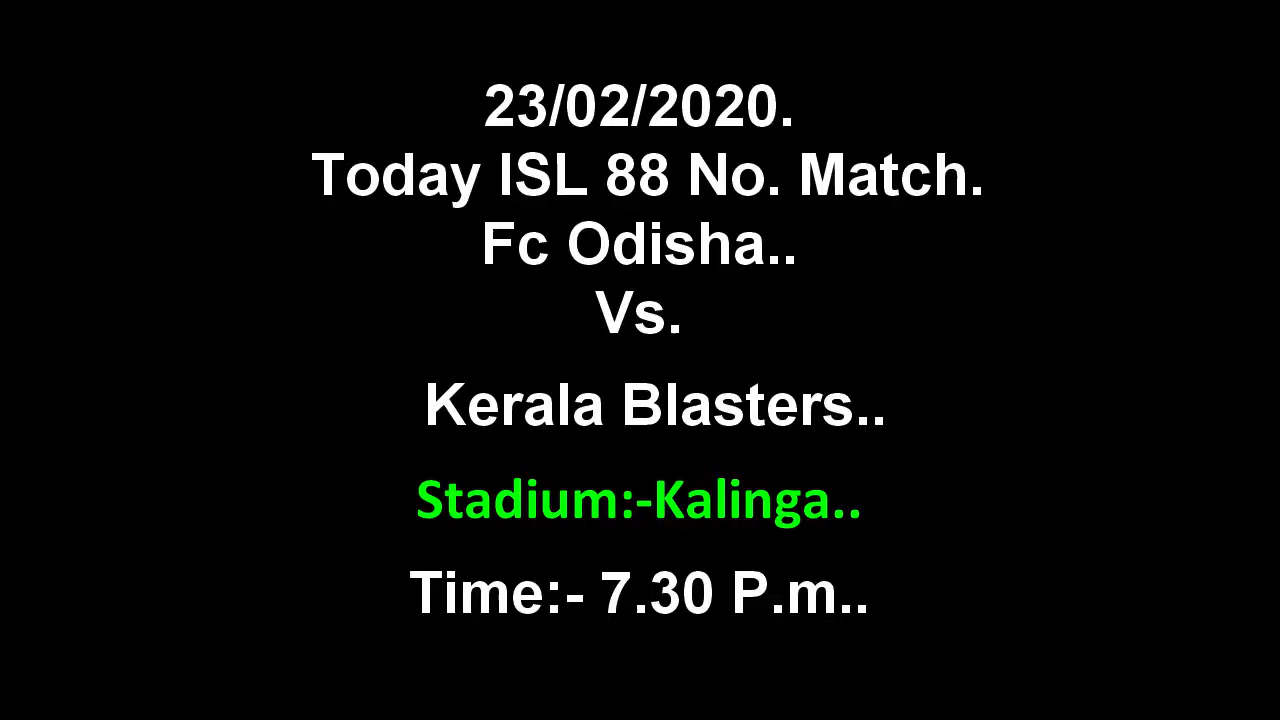 23/02/2020.
Today ISL 88 No. Match.
Fc Odisha..
Vs.
Kerala Blasters..
Stadium:-Kalinga..
Time:- 7.30 P.m..